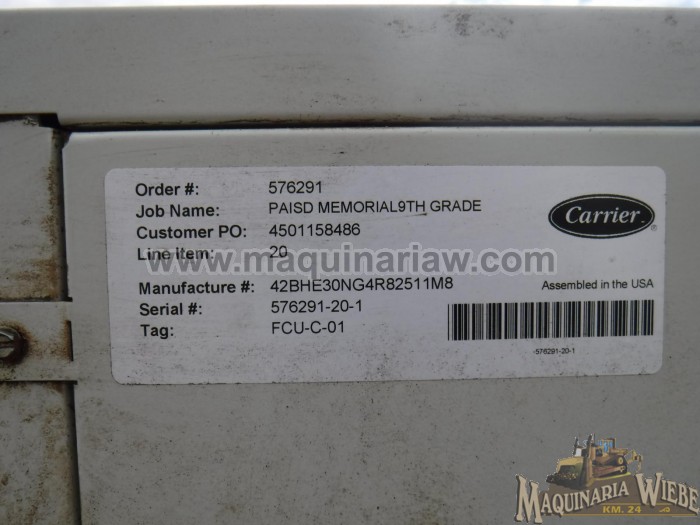 Order #: 576291
Job Name: PAISD MEMORIAL9TH GRADE
Customer PO: 4501158486
Line Item: 20
Carrier
www.maquinariaw.com
Manufacture #: 42BHE30NG4R82511M8
Assembled in the USA
Serial #: 576291-20-1
Tag: FCU-C-01
-576291-20-1
MAQUINARIA WIEBE
KM. 24